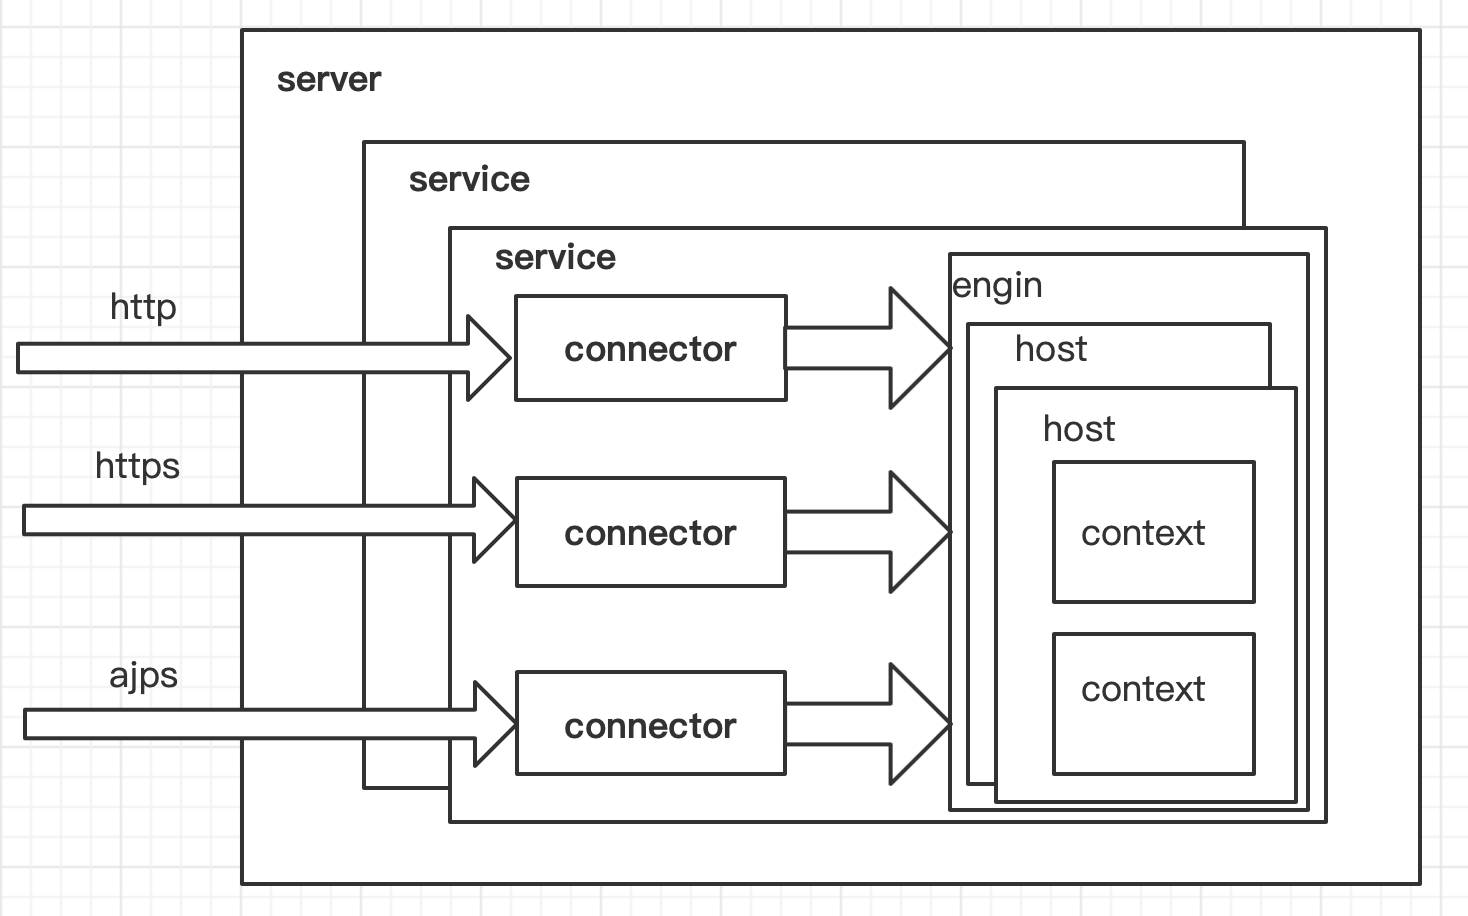 server
service
service
engin
http
connector
host
host
https
connector
context
ajps
connector
context